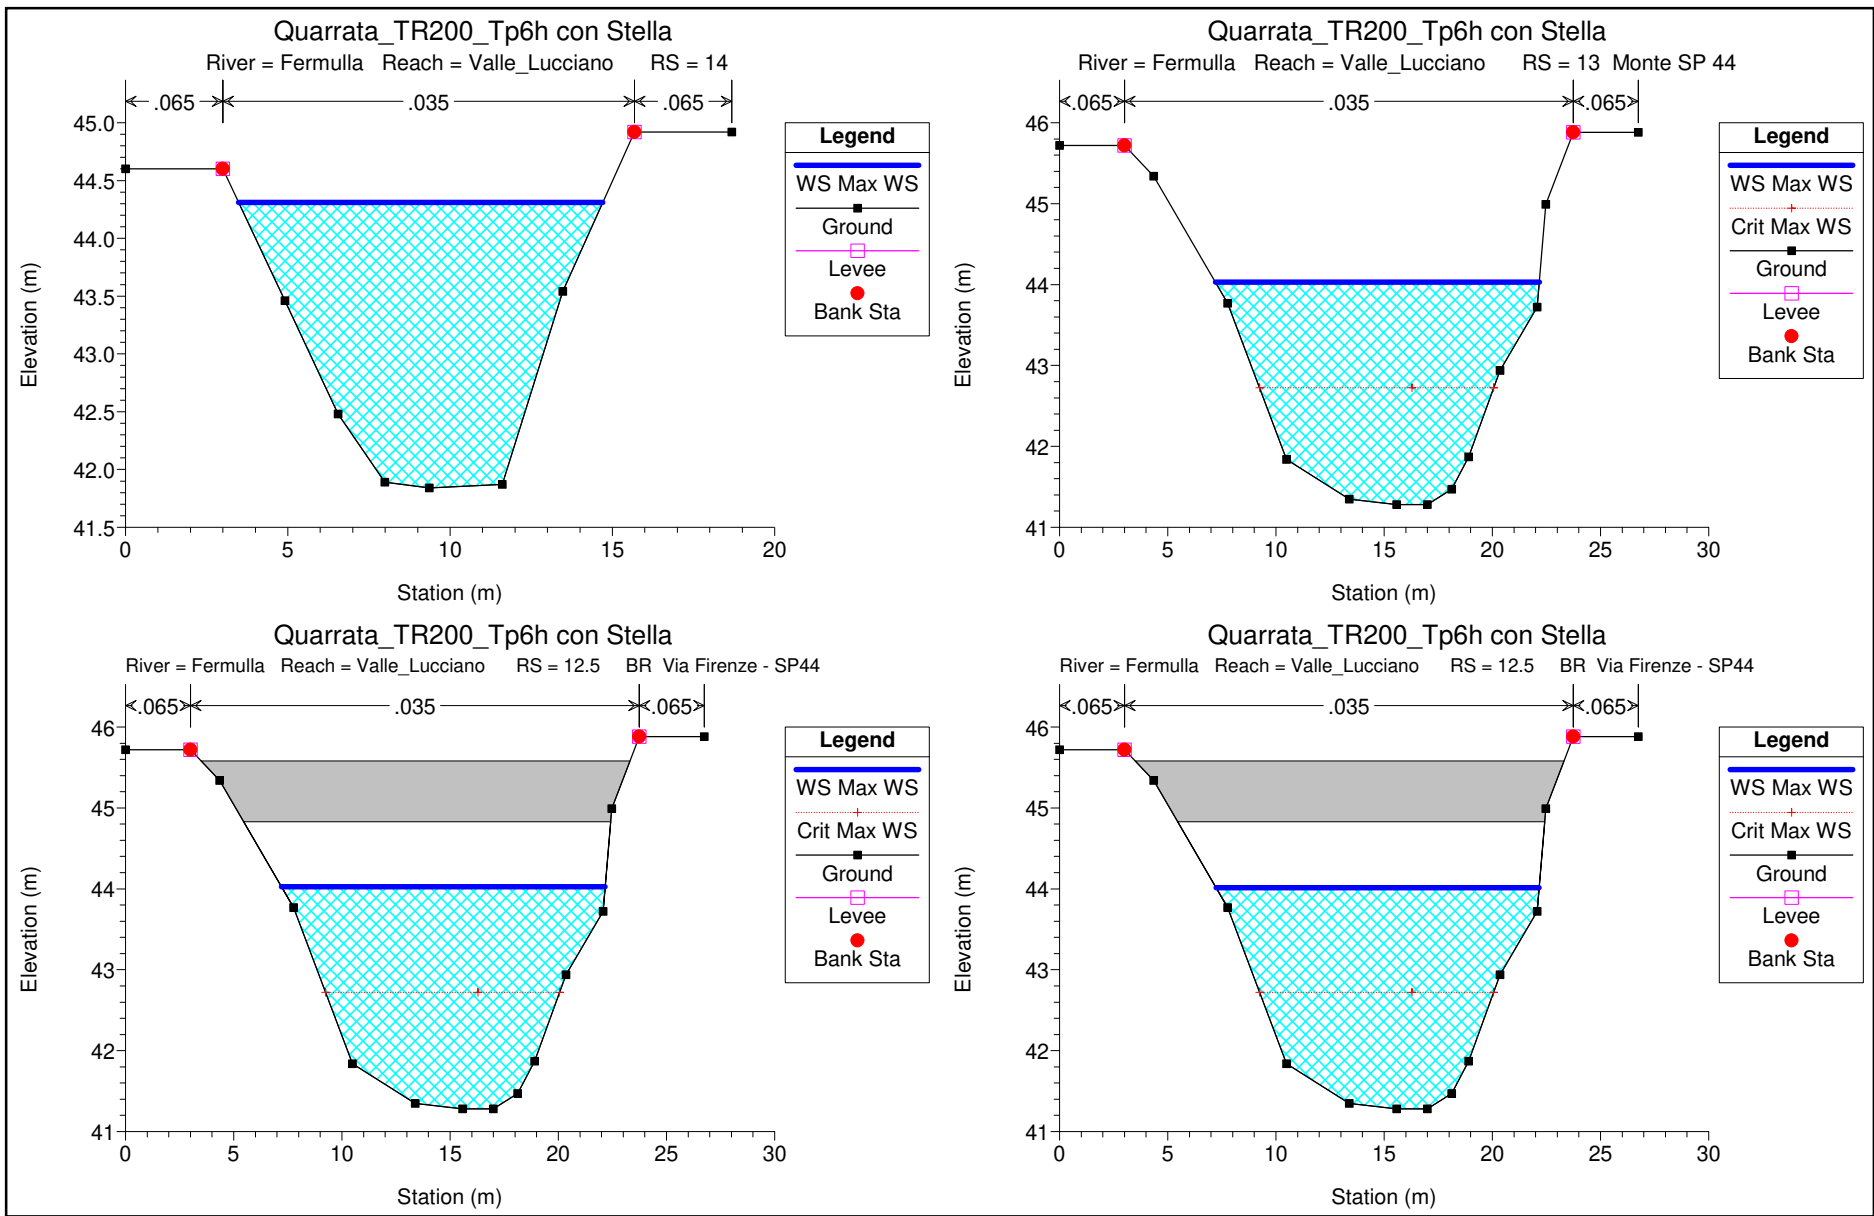 Quarrata_TR200_Tp6h con Stella
River = Fermulla Reach = Valle_Lucciano RS = 14
.065 .035 .065
45.0
44.5
44.0
43.5
43.0
42.5
42.0
41.5
0 5 10 15 20
Elevation (m)
Station (m)
Legend
WS Max WS
Ground
Levee
Bank Sta
Quarrata_TR200_Tp6h con Stella
River = Fermulla Reach = Valle_Lucciano RS = 13 Monte SP 44
.065 .035 .065
46
45
44
43
42
41
0 5 10 15 20 25 30
Elevation (m)
Station (m)
Legend
WS Max WS
Crit Max WS
Ground
Levee
Bank Sta
Quarrata_TR200_Tp6h con Stella
River = Fermulla Reach = Valle_Lucciano RS = 12.5 BR Via Firenze - SP44
.065 .035 .065
46
45
44
43
42
41
0 5 10 15 20 25 30
Elevation (m)
Station (m)
Legend
WS Max WS
Crit Max WS
Ground
Levee
Bank Sta
Quarrata_TR200_Tp6h con Stella
River = Fermulla Reach = Valle_Lucciano RS = 12.5 BR Via Firenze - SP44
.065 .035 .065
46
45
44
43
42
41
0 5 10 15 20 25 30
Elevation (m)
Station (m)
Legend
WS Max WS
Crit Max WS
Ground
Levee
Bank Sta